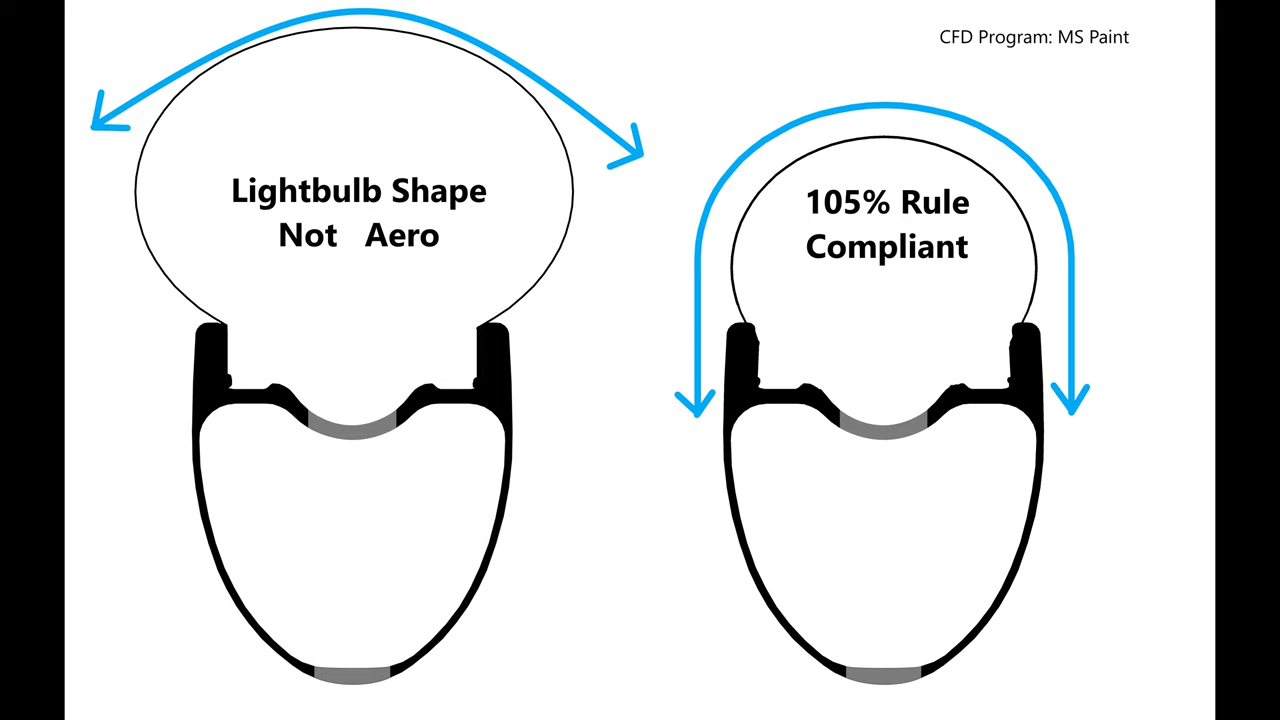 CFD Program: MS Paint
Lightbulb Shape
Not Aero
105% Rule
Compliant